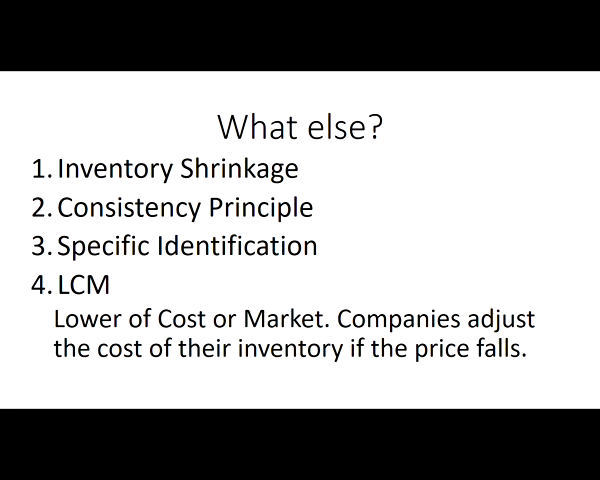 What else?
1. Inventory Shrinkage
2. Consistency Principle
3. Specific Identification
4. LCM
Lower of Cost or Market. Companies adjust
the cost of their inventory if the price falls.